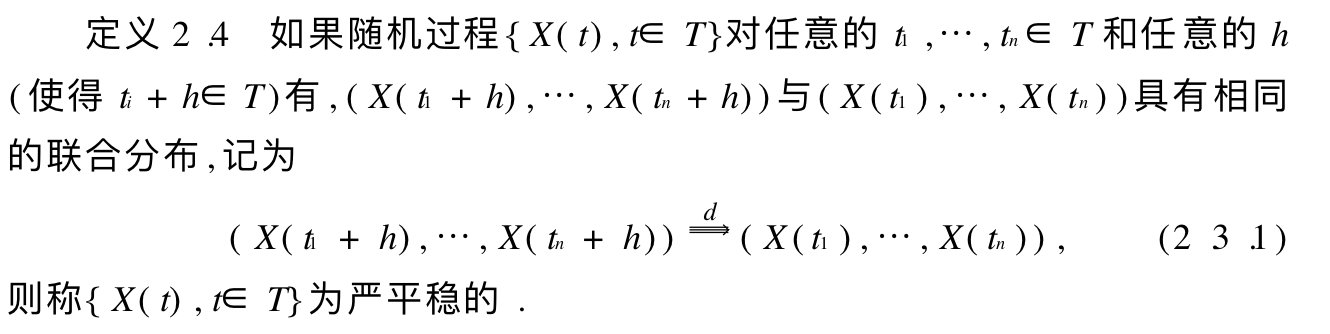 定义 2.4 如果随机过程{X(t),t∈T}对任意的 t₁,⋯,tₙ∈T 和任意的 h
(使得 tᵢ+h∈T)有,(X(t₁+h),⋯,X(tₙ+h))与(X(t₁),⋯,X(tₙ))具有相同
的联合分布,记为
(X(t₁+h),⋯,X(tₙ+h)) =d⇒ (X(t₁),⋯,X(tₙ)), (2 3 .1)
则称{X(t),t∈T}为严平稳的 .